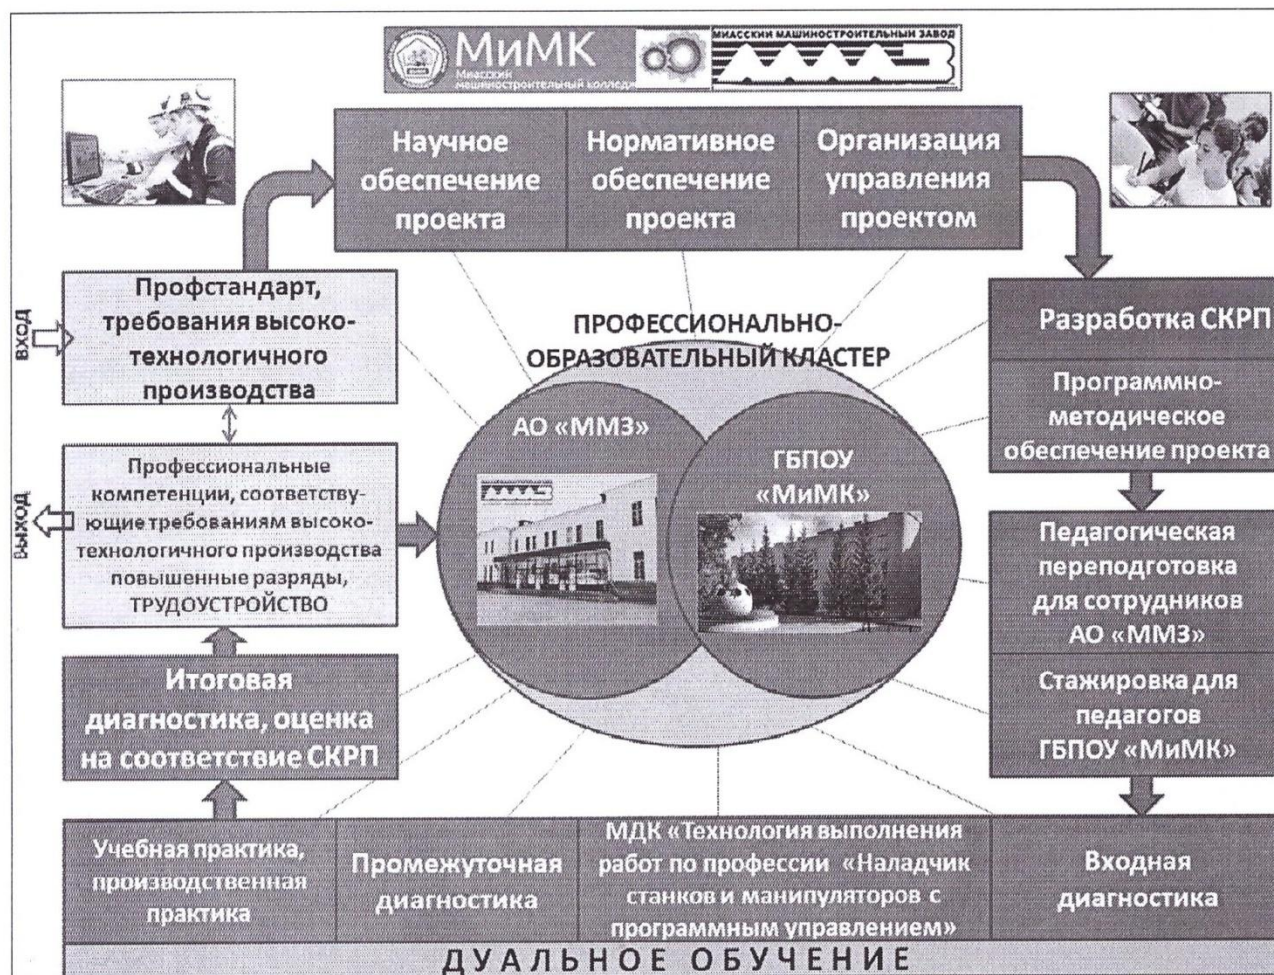 МиМК
Миасский
машиностроительный колледж
МИАССКИЙ МАШИНОСТРОИТЕЛЬНЫЙ ЗАВОД
ММЗ
Научное
обеспечение
проекта
Нормативное
обеспечение
проекта
Организация
управления
проектом
ВХОД
Профстандарт,
требования высоко-
технологичного
производства
ПРОФЕССИОНАЛЬНО-
ОБРАЗОВАТЕЛЬНЫЙ КЛАСТЕР
Разработка СКРП
Программно-
методическое
обеспечение проекта
АО «ММЗ»
ММЗ
ГБПОУ
«МиМК»
ВЫХОД
Профессиональные
компетенции, соответству-
ющие требованиям высоко-
технологичного производства
повышенные разряды,
ТРУДОУСТРОЙСТВО
Педагогическая
переподготовка
для сотрудников
АО «ММЗ»
Стажировка для
педагогов
ГБПОУ «МиМК»
Итоговая
диагностика, оценка
на соответствие СКРП
Учебная практика,
производственная
практика
Промежуточная
диагностика
МДК «Технология выполнения
работ по профессии «Наладчик
станков и манипуляторов с
программным управлением»
Входная
диагностика
ДУАЛЬНОЕ ОБУЧЕНИЕ